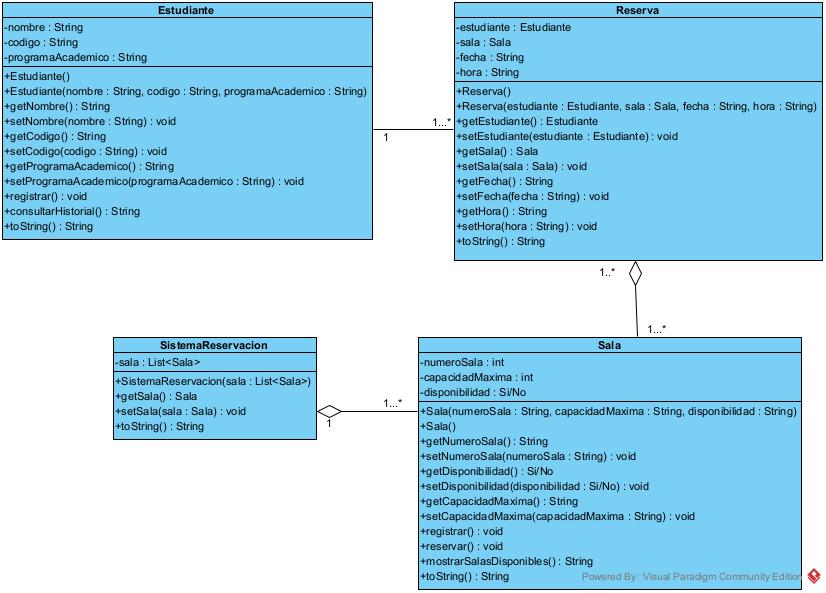 Estudiante
-nombre : String
-codigo : String
-programaAcademico : String
+Estudiante()
+Estudiante(nombre : String, codigo : String, programaAcademico : String)
+getNombre() : String
+setNombre(nombre : String) : void
+getCodigo() : String
+setCodigo(codigo : String) : void
+getProgramaAcademico() : String
+setProgramaAcademico(programaAcademico : String) : void
+registrar() : void
+consultarHistorial() : String
+toString() : String
1
1...*
Reserva
-estudiante : Estudiante
-sala : Sala
-fecha : String
-hora : String
+Reserva()
+Reserva(estudiante : Estudiante, sala : Sala, fecha : String, hora : String)
+getEstudiante() : Estudiante
+setEstudiante(estudiante : Estudiante) : void
+getSala() : Sala
+setSala(sala : Sala) : void
+getFecha() : String
+setFecha(fecha : String) : void
+getHora() : String
+setHora(hora : String) : void
+toString() : String
1..*
1...*
SistemaReservacion
-sala : List<Sala>
+SistemaReservacion(sala : List<Sala>)
+getSala() : Sala
+setSala(sala : Sala) : void
+toString() : String
1
1...*
Sala
-numeroSala : int
-capacidadMaxima : int
-disponibilidad : Si/No
+Sala(numeroSala : String, capacidadMaxima : String, disponibilidad : String)
+Sala()
+getNumeroSala() : String
+setNumeroSala(numeroSala : String) : void
+getDisponibilidad() : Si/No
+setDisponibilidad(disponibilidad : Si/No) : void
+getCapacidadMaxima() : String
+setCapacidadMaxima(capacidadMaxima : String) : void
+registrar() : void
+reservar() : void
+mostrarSalasDisponibles() : String
+toString() : String
Powered By Visual Paradigm Community Edition